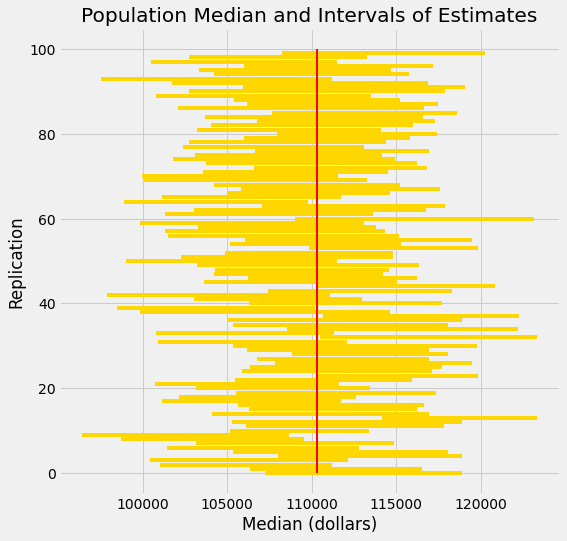 Population Median and Intervals of Estimates
100
80
60
40
20
0
Replication
100000 105000 110000 115000 120000
Median (dollars)